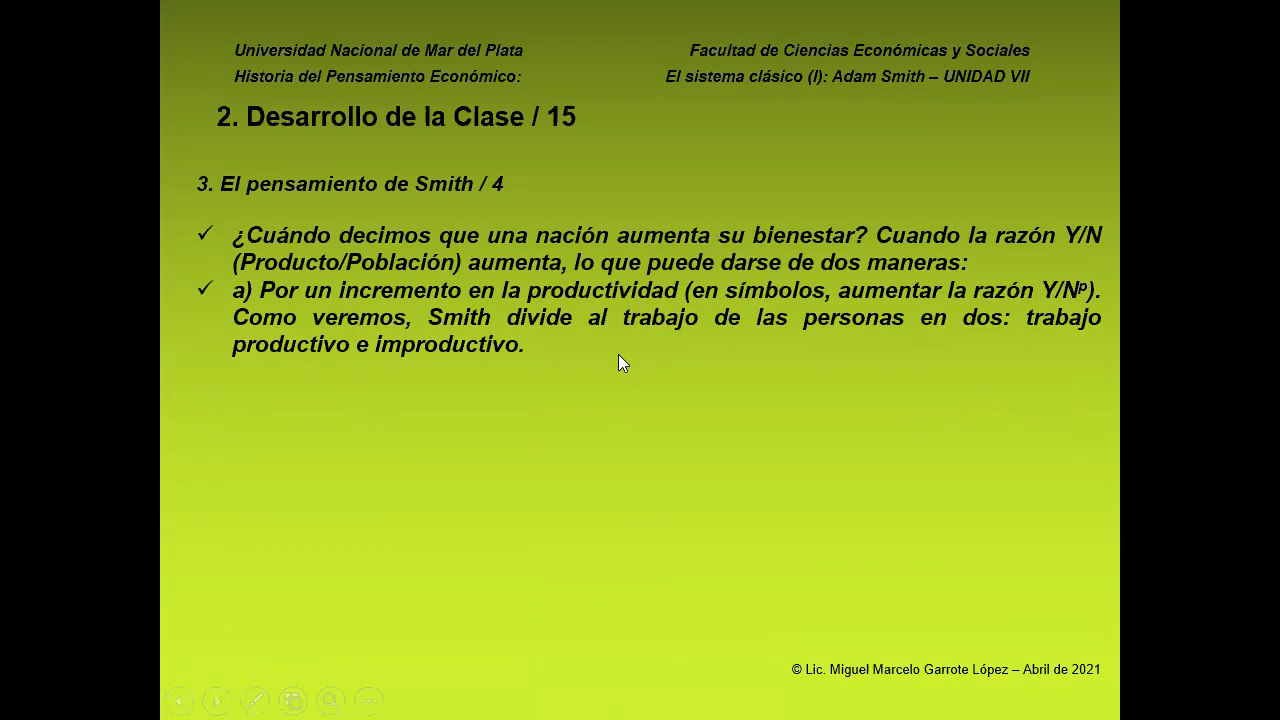 Universidad Nacional de Mar del Plata Facultad de Ciencias Económicas y Sociales
Historia del Pensamiento Económico: El sistema clásico (I): Adam Smith – UNIDAD VII
2. Desarrollo de la Clase / 15
3. El pensamiento de Smith / 4
✓ ¿Cuándo decimos que una nación aumenta su bienestar? Cuando la razón Y/N
(Producto/Población) aumenta, lo que puede darse de dos maneras:
✓ a) Por un incremento en la productividad (en símbolos, aumentar la razón Y/Nᵖ).
Como veremos, Smith divide al trabajo de las personas en dos: trabajo
productivo e improductivo.
© Lic. Miguel Marcelo Garrote López – Abril de 2021